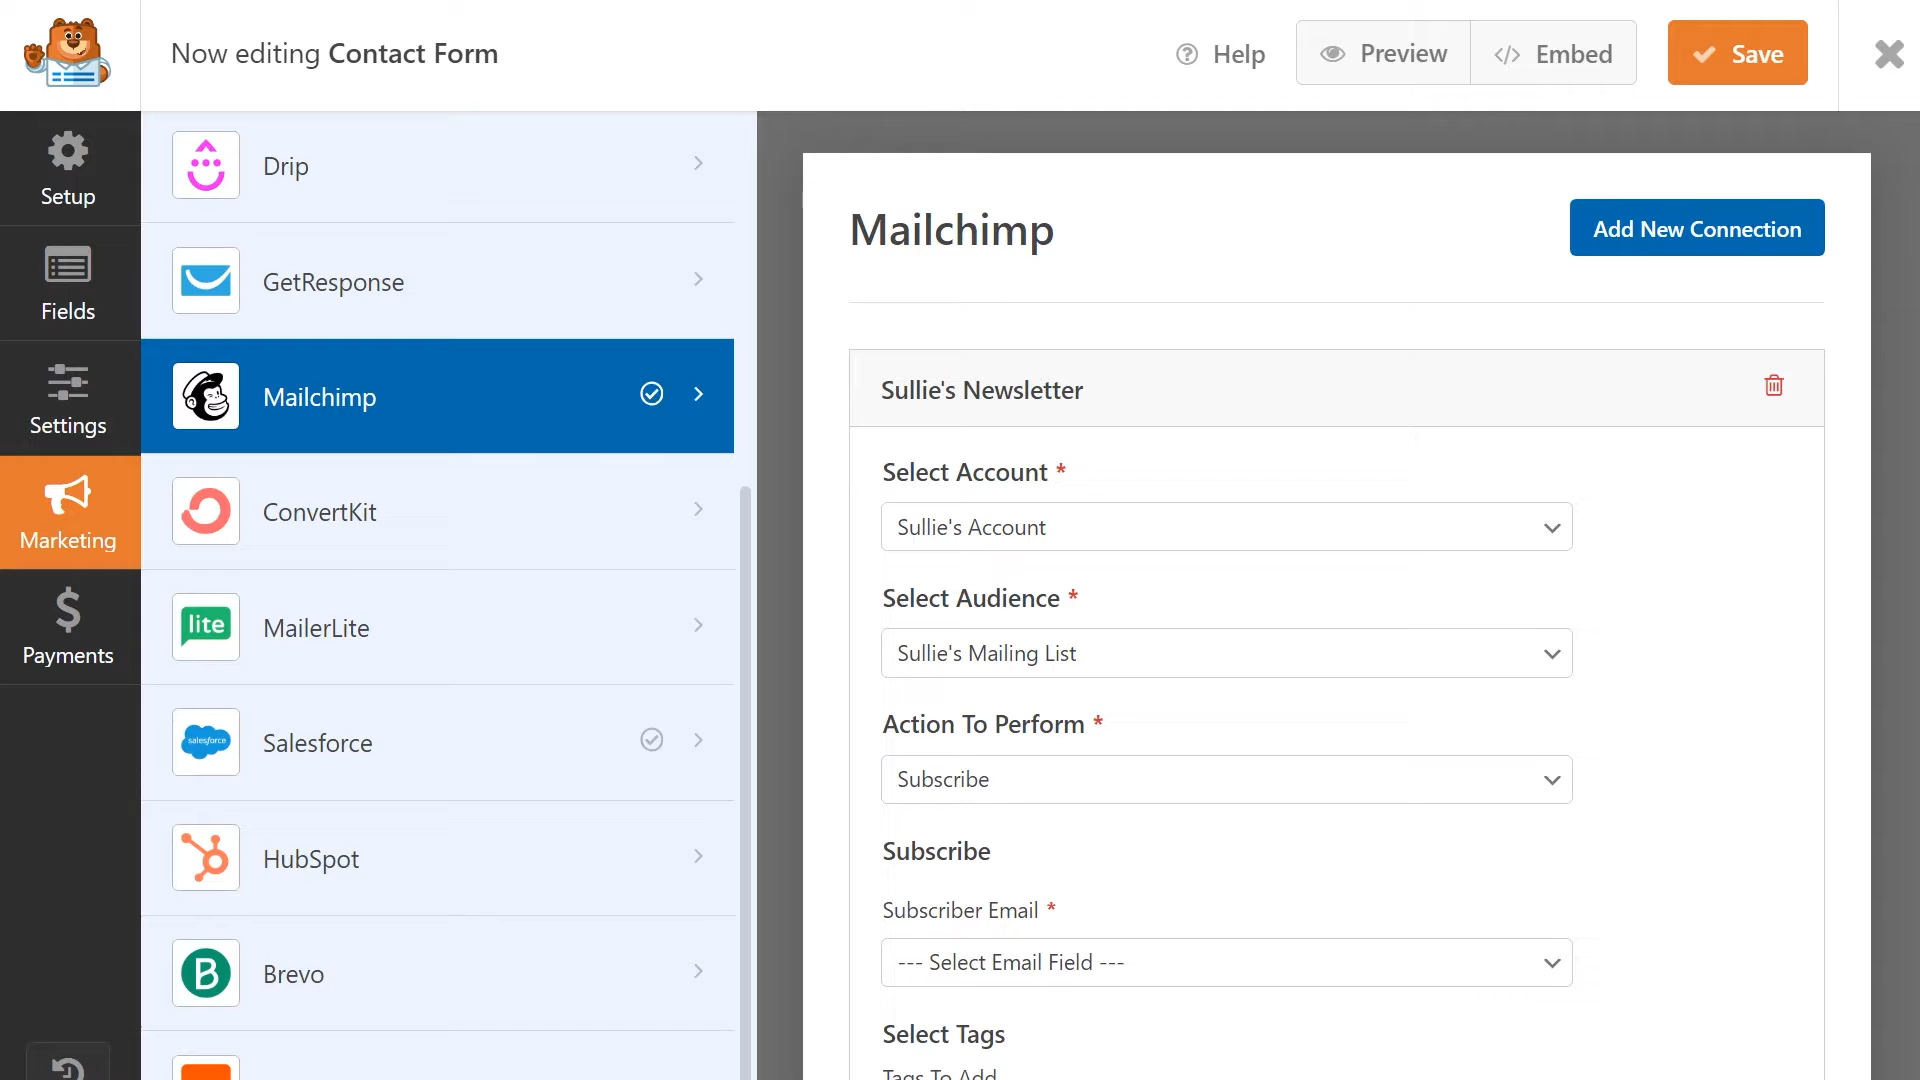 Now editing Contact Form
Help
Preview
Embed
Save
Setup
Fields
Settings
Marketing
Payments
Drip
GetResponse
Mailchimp
ConvertKit
lite
MailerLite
salesforce
Salesforce
HubSpot
B
Brevo
Mailchimp
Add New Connection
Sullie's Newsletter
Select Account *
Sullie's Account
Select Audience *
Sullie's Mailing List
Action To Perform *
Subscribe
Subscribe
Subscriber Email *
--- Select Email Field ---
Select Tags
Tags To Add